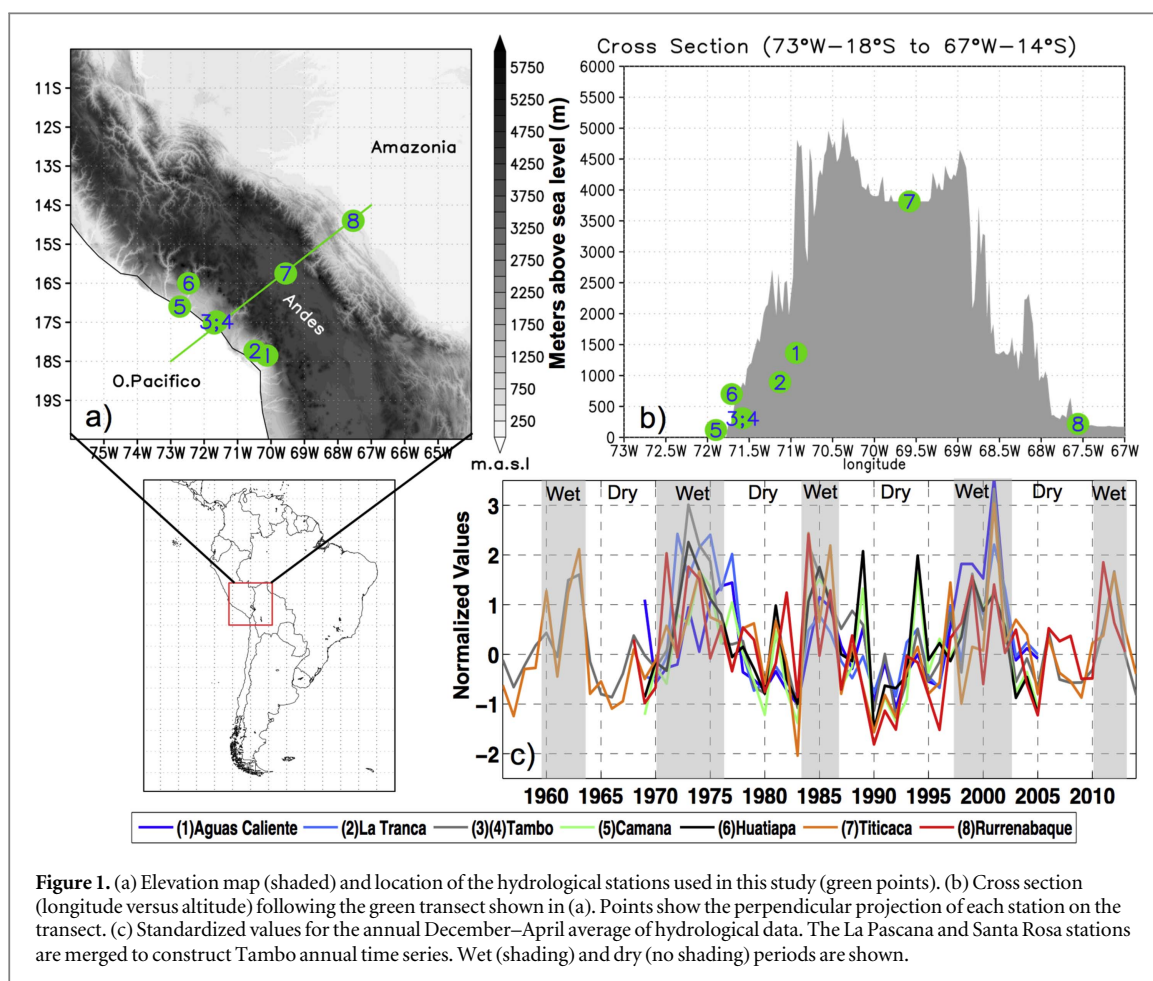 11S
12S
13S
14S
15S
16S
17S
18S
19S
75W 74W 73W 72W 71W 70W 69W 68W 67W 66W 65W
Amazonia
Andes
O.Pacifico
8
7
6
5
3;4
2 1
a)
5750
5250
4750
4250
3750
3250
2750
2250
1750
1250
750
250
m.a.s.l
Meters above sea level (m)
Cross Section (73°W−18°S to 67°W−14°S)
6000
5500
5000
4500
4000
3500
3000
2500
2000
1500
1000
500
0
7
1
2
6
3;4
5
8
b)
73W 72.5W 72W 71.5W 71W 70.5W 70W 69.5W 69W 68.5W 68W 67.5W 67W
longitude
Wet Dry Wet Dry Wet Dry Wet Dry Wet
Normalized Values
3
2
1
0
−1
−2
c)
1960 1965 1970 1975 1980 1985 1990 1995 2000 2005 2010
(1)Aguas Caliente (2)La Tranca (3)(4)Tambo (5)Camana (6)Huatiapa (7)Titicaca (8)Rurrenabaque
Figure 1. (a) Elevation map (shaded) and location of the hydrological stations used in this study (green points). (b) Cross section
(longitude versus altitude) following the green transect shown in (a). Points show the perpendicular projection of each station on the
transect. (c) Standardized values for the annual December–April average of hydrological data. The La Pascana and Santa Rosa stations
are merged to construct Tambo annual time series. Wet (shading) and dry (no shading) periods are shown.